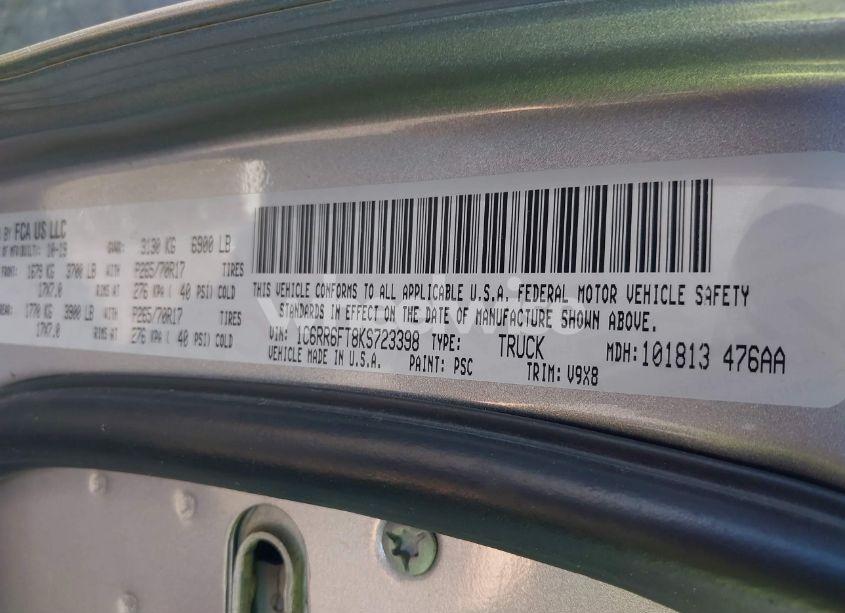 BY FCA US LLC
OF MFR/BUILT: 10-19 GVWR: 3130 KG 6900 LB
FRONT: 1679 KG 3700 LB WITH P265/70R17 TIRES
17X7.0 RIMS AT 276 KPA ( 40 PSI) COLD
REAR: 1770 KG 3900 LB WITH P265/70R17 TIRES
17X7.0 RIMS AT 276 KPA ( 40 PSI) COLD
THIS VEHICLE CONFORMS TO ALL APPLICABLE U.S.A. FEDERAL MOTOR VEHICLE SAFETY
STANDARDS IN EFFECT ON THE DATE OF MANUFACTURE SHOWN ABOVE.
VIN: 1C6RR6FT8KS723398 TYPE: TRUCK MDH: 101813 476AA
VEHICLE MADE IN U.S.A. PAINT: PSC TRIM: V9X8